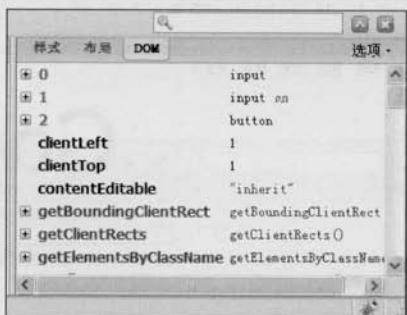 样式 布局 DOM 选项
0 input
1 input on
2 button
clientLeft 1
clientTop 1
contentEditable "inherit"
getBoundingClientRect getBoundingClientRect
getClientRects getClientRects()
getElementsByClassName getElementsByClassName